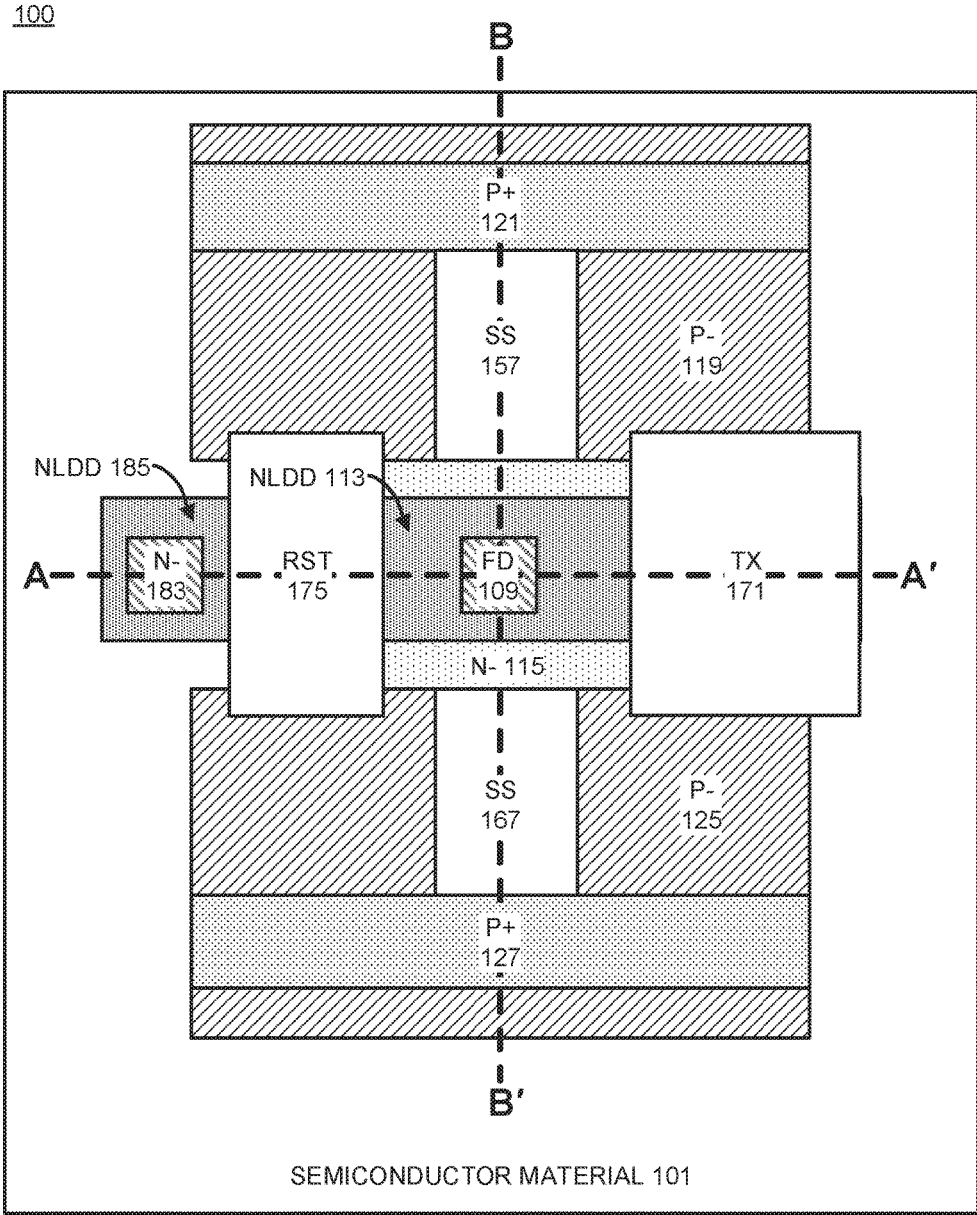 100
B
P+
121
SS
157
P-
119
NLDD 185
NLDD 113
A
N-
183
RST
175
FD
109
TX
171
A'
N- 115
SS
167
P-
125
P+
127
B'
SEMICONDUCTOR MATERIAL 101